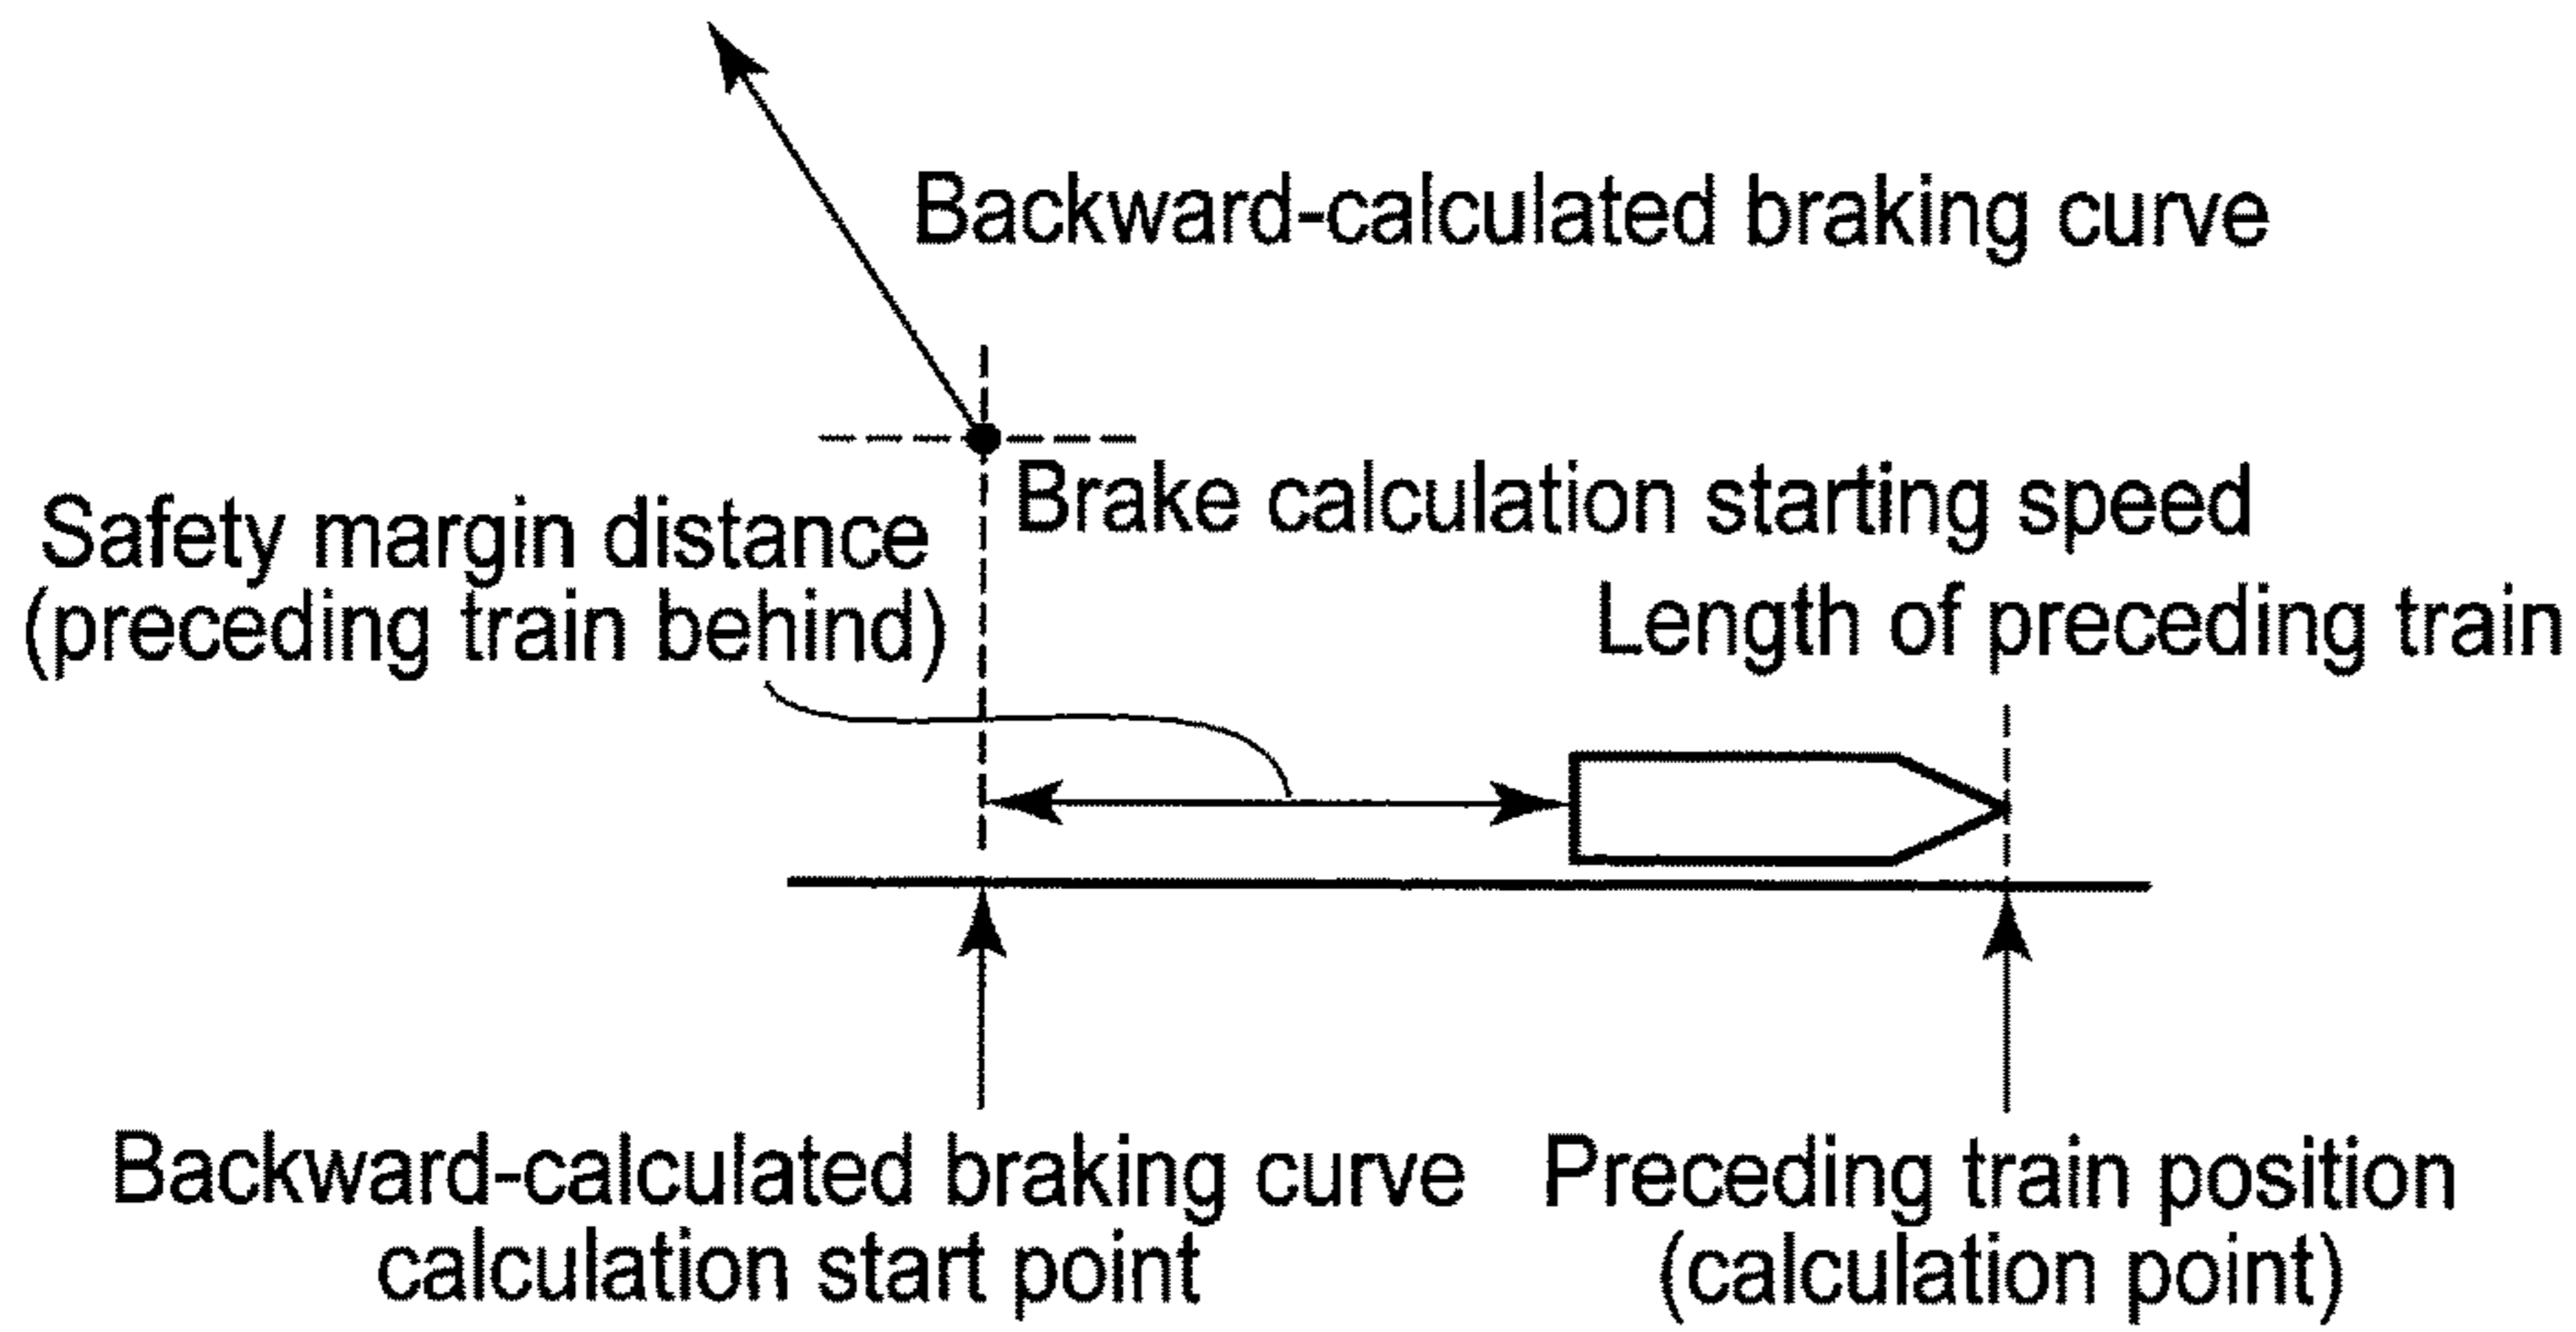 Backward-calculated braking curve
Brake calculation starting speed
Safety margin distance
(preceding train behind)
Length of preceding train
Backward-calculated braking curve
calculation start point
Preceding train position
(calculation point)